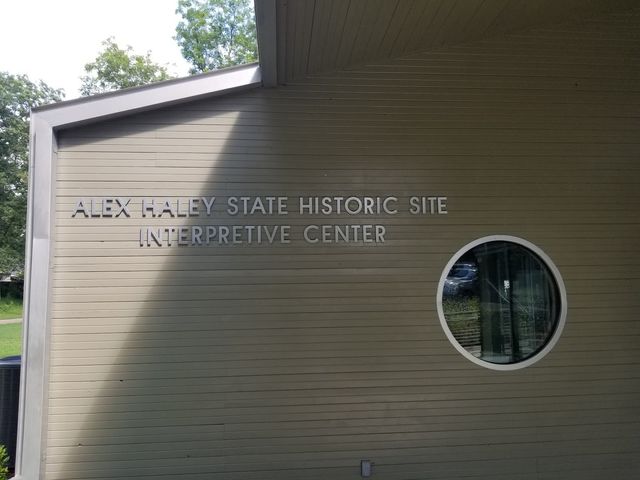 ALEX HALEY STATE HISTORIC SITE
INTERPRETIVE CENTER